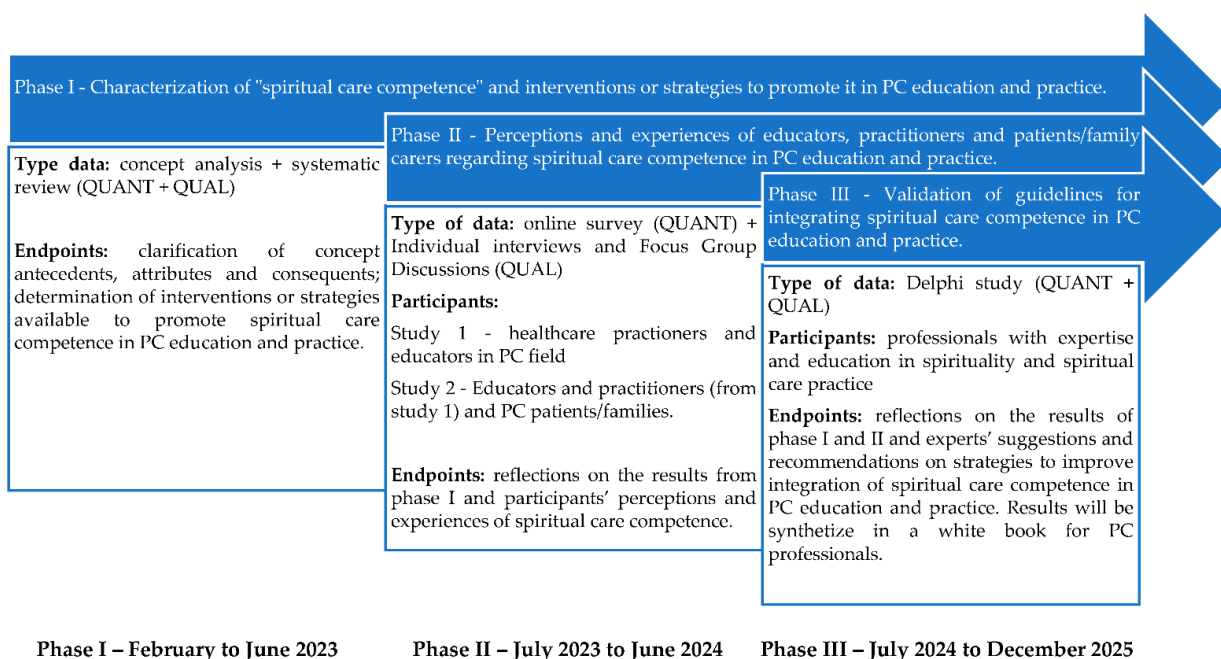 Phase I - Characterization of "spiritual care competence" and interventions or strategies to promote it in PC education and practice.
Type data: concept analysis + systematic
review (QUANT + QUAL)
Endpoints: clarification of concept
antecedents, attributes and consequents;
determination of interventions or strategies
available to promote spiritual care
competence in PC education and practice.
Phase II - Perceptions and experiences of educators, practitioners and patients/family
carers regarding spiritual care competence in PC education and practice.
Type of data: online survey (QUANT) +
Individual interviews and Focus Group
Discussions (QUAL)
Participants:
Study 1 - healthcare practioners and
educators in PC field
Study 2 - Educators and practitioners (from
study 1) and PC patients/families.
Endpoints: reflections on the results from
phase I and participants' perceptions and
experiences of spiritual care competence.
Phase III - Validation of guidelines for
integrating spiritual care competence in PC
education and practice.
Type of data: Delphi study (QUANT +
QUAL)
Participants: professionals with expertise
and education in spirituality and spiritual
care practice
Endpoints: reflections on the results of
phase I and II and experts' suggestions and
recommendations on strategies to improve
integration of spiritual care competence in
PC education and practice. Results will be
synthetize in a white book for PC
professionals.
Phase I – February to June 2023
Phase II – July 2023 to June 2024
Phase III – July 2024 to December 2025